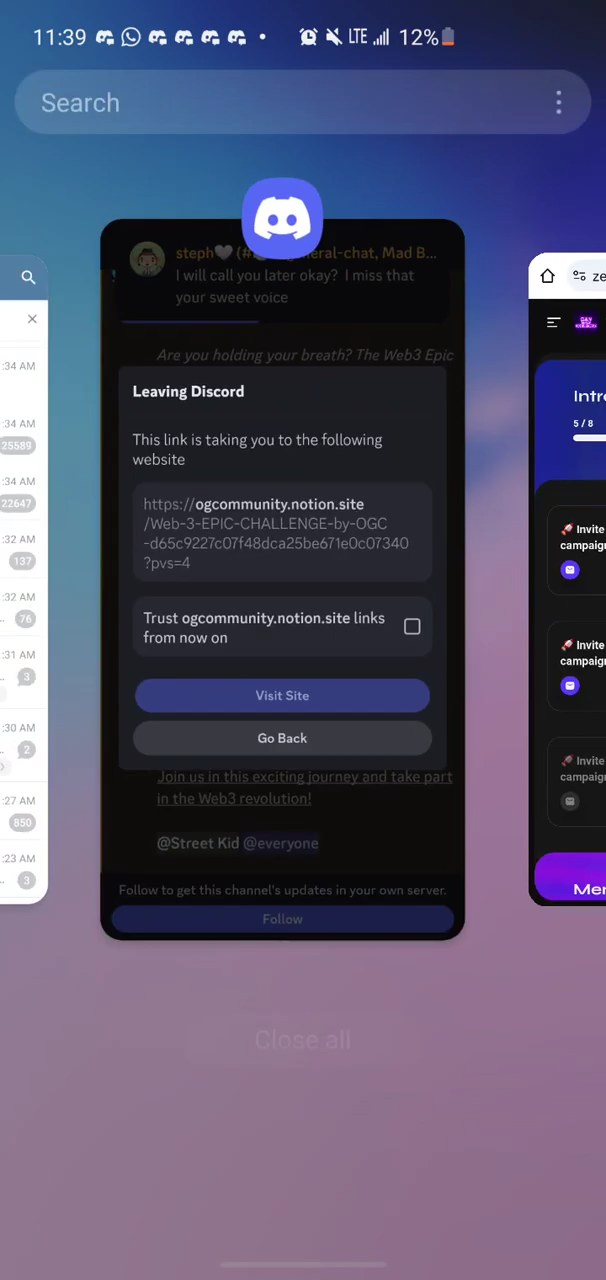 11:39
LTE
12%
Search
steph🤍 (#
eneral-chat, Mad B...
I will call you later okay? I miss that
your sweet voice
Are you holding your breath? The Web3 Epic
Leaving Discord
This link is taking you to the following
website
https://ogcommunity.notion.site
/Web-3-EPIC-CHALLENGE-by-OGC
-d65c9227c07f48dca25be671e0c07340
?pvs=4
Trust ogcommunity.notion.site links
from now on
Visit Site
Go Back
Join us in this exciting journey and take part
in the Web3 revolution!
@Street Kid @everyone
Follow to get this channel's updates in your own server.
Follow
:34 AM
:34 AM
25589
:34 AM
22647
:32 AM
137
:32 AM
76
:31 AM
3
:30 AM
2
:27 AM
850
:23 AM
3
ze
Intr
5 / 8
🚀 Invite
campaig
🚀 Invite
campaig
🚀 Invite
campaig
Mer
Close all